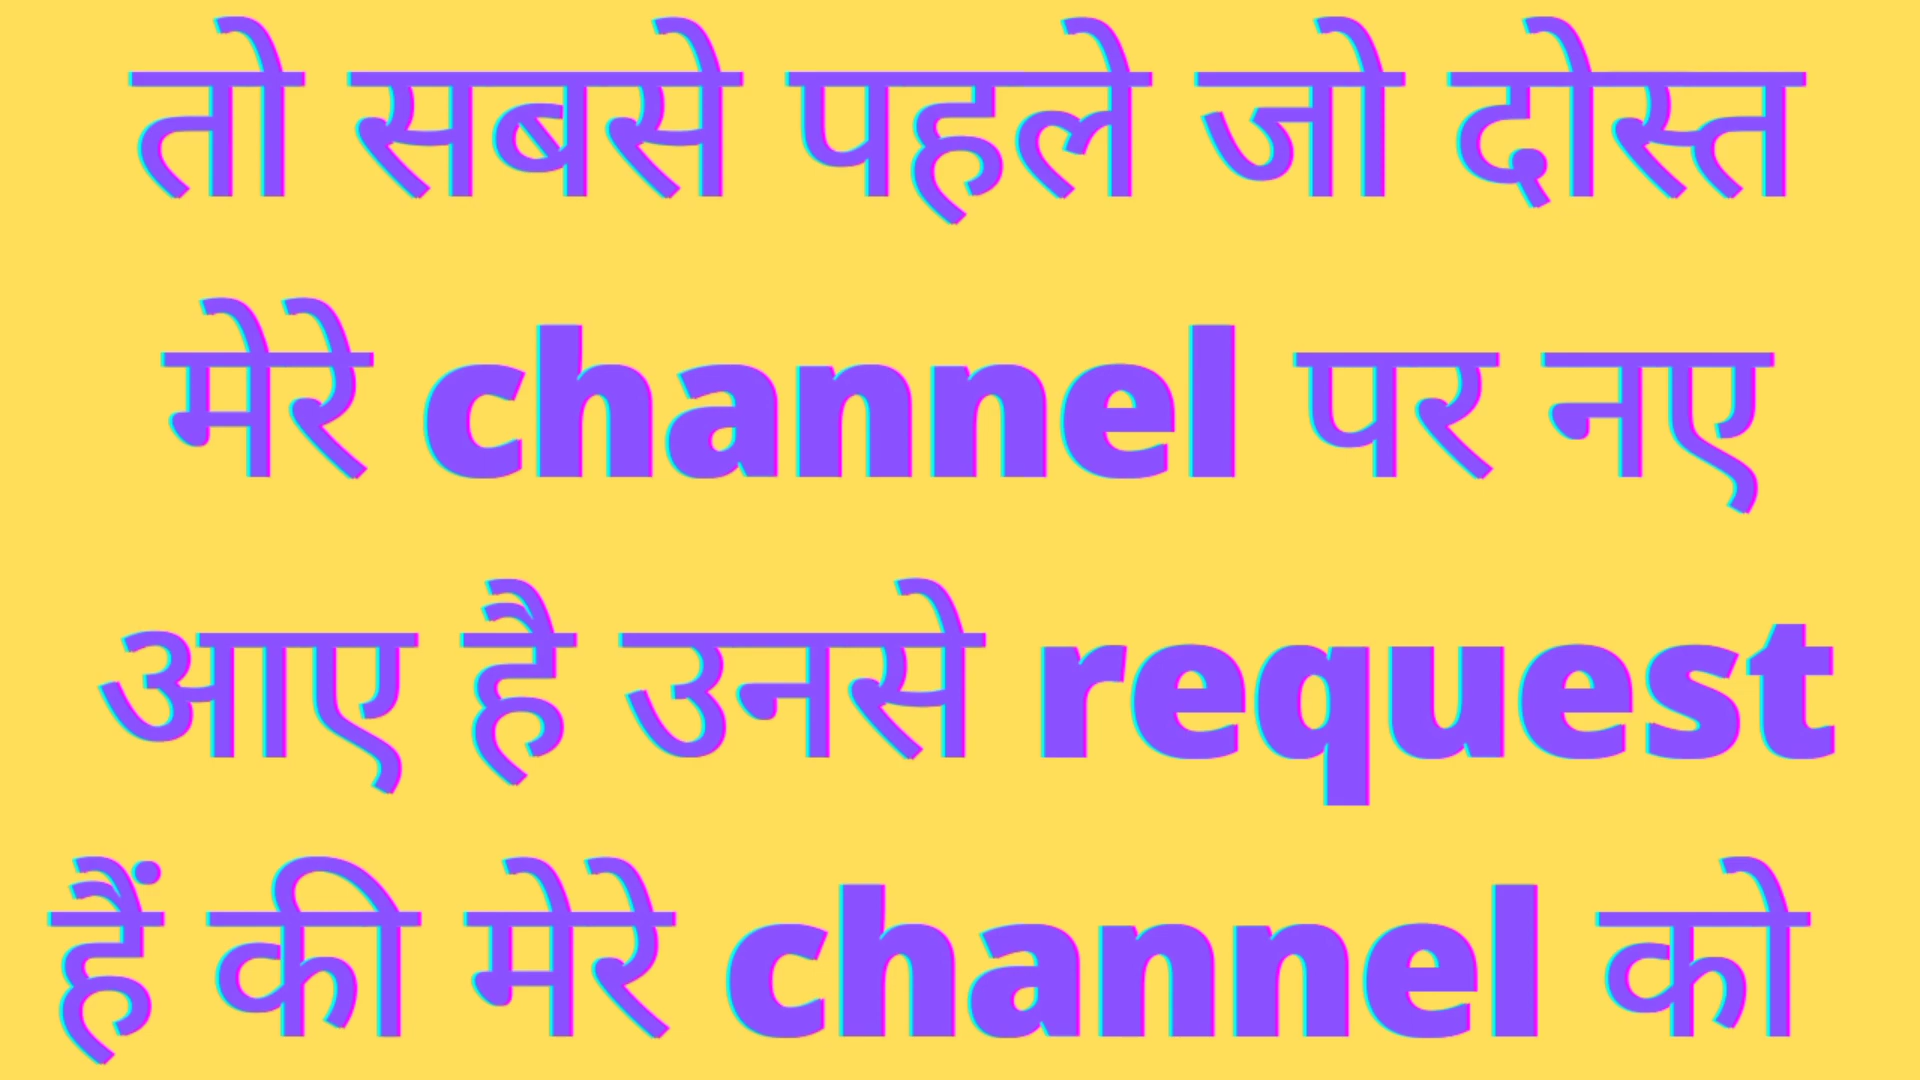 तो सबसे पहले जो दोस्त
मेरे channel पर नए
आए है उनसे request
हैं की मेरे channel को